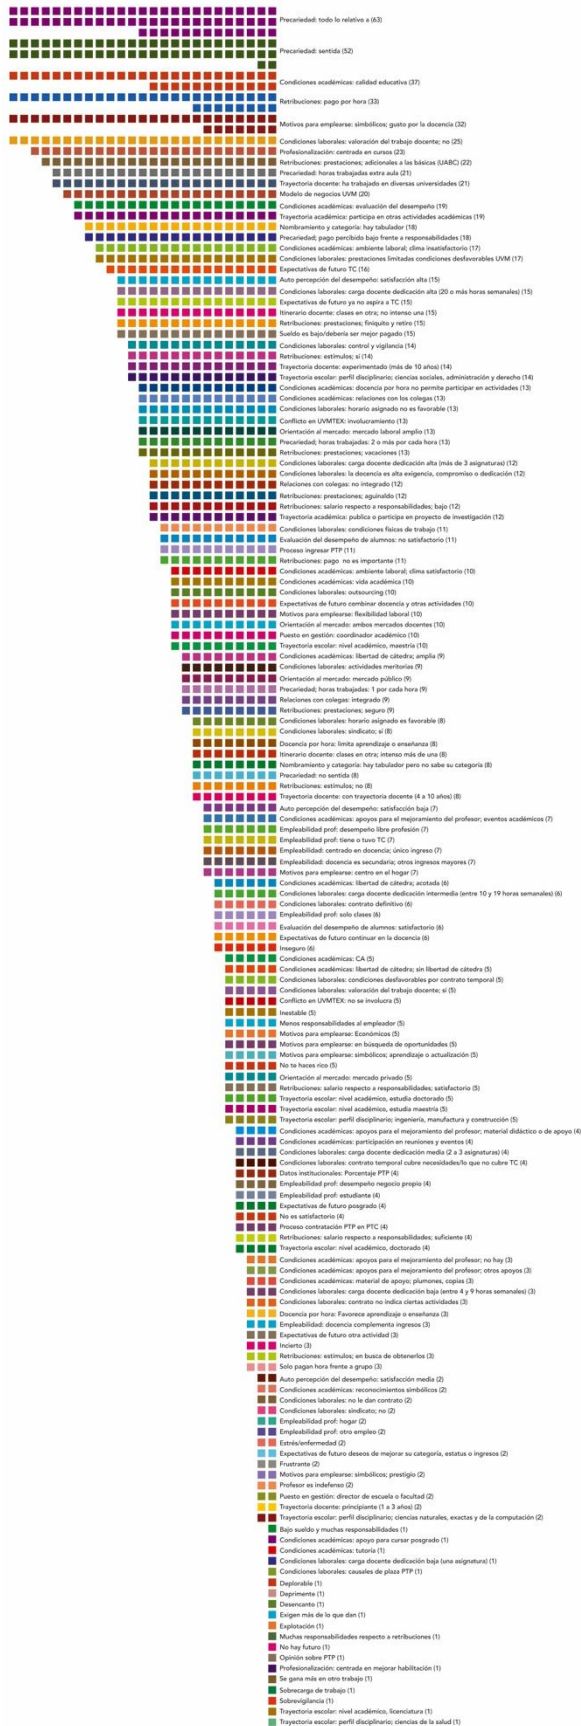 Precariedad: todo lo relativo a (63)
Precariedad: sentida (52)
Condiciones académicas: calidad educativa (37)
Retribuciones: pago por hora (33)
Motivos para emplearse: simbólicos; gusto por la docencia (32)
Condiciones laborales: valoración del trabajo docente; no (25)
Profesionalización: centrada en cursos (23)
Retribuciones: prestaciones; adicionales a las básicas (UABC) (22)
Precariedad; horas trabajadas extra aula (21)
Trayectoria docente: ha trabajado en diversas universidades (21)
Modelo de negocios UVM (20)
Condiciones académicas: evaluación del desempeño (19)
Trayectoria académica: participa en otras actividades académicas (19)
Nombramiento y categoría: hay tabulador (18)
Precariedad; pago percibido bajo frente a responsabilidades (18)
Condiciones académicas: ambiente laboral; clima insatisfactorio (17)
Condiciones laborales: prestaciones limitadas condiciones desfavorables UVM (17)
Expectativas de futuro TC (16)
Auto percepción del desempeño: satisfacción alta (15)
Condiciones laborales: carga docente dedicación alta (20 o más horas semanales) (15)
Expectativas de futuro ya no aspira a TC (15)
Itinerario docente: clases en otra; no intenso una (15)
Retribuciones: prestaciones; finiquito y retiro (15)
Sueldo es bajo/debería ser mejor pagado (15)
Condiciones laborales: control y vigilancia (14)
Retribuciones: estímulos; sí (14)
Trayectoria docente: experimentado (más de 10 años) (14)
Trayectoria escolar: perfil disciplinario; ciencias sociales, administración y derecho (14)
Condiciones académicas: docencia por hora no permite participar en actividades (13)
Condiciones académicas: relaciones con los colegas (13)
Condiciones laborales: horario asignado no es favorable (13)
Conflicto en UVMTEX: involucramiento (13)
Orientación al mercado: mercado laboral amplio (13)
Precariedad; horas trabajadas: 2 o más por cada hora (13)
Retribuciones: prestaciones; vacaciones (13)
Condiciones laborales: carga docente dedicación alta (más de 3 asignaturas) (12)
Condiciones laborales: la docencia es alta exigencia, compromiso o dedicación (12)
Relaciones con colegas: no integrado (12)
Retribuciones: prestaciones; aguinaldo (12)
Retribuciones: salario respecto a responsabilidades; bajo (12)
Trayectoria académica: publica o participa en proyecto de investigación (12)
Condiciones laborales: condiciones físicas de trabajo (11)
Evaluación del desempeño de alumnos: no satisfactorio (11)
Proceso ingresar PTP (11)
Retribuciones: pago  no es importante (11)
Condiciones académicas: ambiente laboral; clima satisfactorio (10)
Condiciones académicas: vida académica (10)
Condiciones laborales: outsourcing (10)
Expectativas de futuro combinar docencia y otras actividades (10)
Motivos para emplearse: flexibilidad laboral (10)
Orientación al mercado: ambos mercados docentes (10)
Puesto en gestión: coordinador académico (10)
Trayectoria escolar: nivel académico, maestría (10)
Condiciones académicas: libertad de cátedra; amplia (9)
Condiciones laborales: actividades meritorias (9)
Orientación al mercado: mercado público (9)
Precariedad; horas trabajadas: 1 por cada hora (9)
Relaciones con colegas: integrado (9)
Retribuciones: prestaciones; seguro (9)
Condiciones laborales: horario asignado es favorable (8)
Condiciones laborales: sindicato; sí (8)
Docencia por hora: limita aprendizaje o enseñanza (8)
Itinerario docente: clases en otra; intenso más de una (8)
Nombramiento y categoría: hay tabulador pero no sabe su categoría (8)
Precariedad: no sentida (8)
Retribuciones: estímulos; no (8)
Trayectoria docente: con trayectoria docente (4 a 10 años) (8)
Auto percepción del desempeño: satisfacción baja (7)
Condiciones académicas: apoyos para el mejoramiento del profesor; eventos académicos (7)
Empleabilidad prof: desempeño libre profesión (7)
Empleabilidad prof: tiene o tuvo TC (7)
Empleabilidad: centrado en docencia; único ingreso (7)
Empleabilidad: docencia es secundaria; otros ingresos mayores (7)
Motivos para emplearse: centro en el hogar (7)
Condiciones académicas: libertad de cátedra; acotada (6)
Condiciones laborales: carga docente dedicación intermedia (entre 10 y 19 horas semanales) (6)
Condiciones laborales: contrato definitivo (6)
Empleabilidad prof: solo clases (6)
Evaluación del desempeño de alumnos: satisfactorio (6)
Expectativas de futuro continuar en la docencia (6)
Inseguro (6)
Condiciones académicas: CA (5)
Condiciones académicas: libertad de cátedra; sin libertad de cátedra (5)
Condiciones laborales: condiciones desfavorables por contrato temporal (5)
Condiciones laborales: valoración del trabajo docente; sí (5)
Conflicto en UVMTEX: no se involucra (5)
Inestable (5)
Menos responsabilidades al empleador (5)
Motivos para emplearse: Económicos (5)
Motivos para emplearse: en búsqueda de oportunidades (5)
Motivos para emplearse: simbólicos; aprendizaje o actualización (5)
No te haces rico (5)
Orientación al mercado: mercado privado (5)
Retribuciones: salario respecto a responsabilidades; satisfactorio (5)
Trayectoria escolar: nivel académico, estudia doctorado (5)
Trayectoria escolar: nivel académico, estudia maestría (5)
Trayectoria escolar: perfil disciplinario; ingeniería, manufactura y construcción (5)
Condiciones académicas: apoyos para el mejoramiento del profesor; material didáctico o de apoyo (4)
Condiciones académicas: participación en reuniones y eventos (4)
Condiciones laborales: carga docente dedicación media (2 a 3 asignaturas) (4)
Condiciones laborales: contrato temporal cubre necesidades/lo que no cubre TC (4)
Datos institucionales: Porcentaje PTP (4)
Empleabilidad prof: desempeño negocio propio (4)
Empleabilidad prof: estudiante (4)
Expectativas de futuro posgrado (4)
No es satisfactorio (4)
Proceso contratación PTP en PTC (4)
Retribuciones: salario respecto a responsabilidades; suficiente (4)
Trayectoria escolar: nivel académico, doctorado (4)
Condiciones académicas: apoyos para el mejoramiento del profesor; no hay (3)
Condiciones académicas: apoyos para el mejoramiento del profesor; otros apoyos (3)
Condiciones académicas: material de apoyo; plumones, copias (3)
Condiciones laborales: carga docente dedicación baja (entre 4 y 9 horas semanales) (3)
Condiciones laborales: contrato no indica ciertas actividades (3)
Docencia por hora: Favorece aprendizaje o enseñanza (3)
Empleabilidad: docencia complementa ingresos (3)
Expectativas de futuro otra actividad (3)
Incierto (3)
Retribuciones: estímulos; en busca de obtenerlos (3)
Solo pagan hora frente a grupo (3)
Auto percepción del desempeño: satisfacción media (2)
Condiciones académicas: reconocimientos simbólicos (2)
Condiciones laborales: no le dan contrato (2)
Condiciones laborales: sindicato; no (2)
Empleabilidad prof: hogar (2)
Empleabilidad prof: otro empleo (2)
Estrés/enfermedad (2)
Expectativas de futuro deseos de mejorar su categoría, estatus o ingresos (2)
Frustrante (2)
Motivos para emplearse: simbólicos; prestigio (2)
Profesor es indefenso (2)
Puesto en gestión: director de escuela o facultad (2)
Trayectoria docente: principiante (1 a 3 años) (2)
Trayectoria escolar: perfil disciplinario; ciencias naturales, exactas y de la computación (2)
Bajo sueldo y muchas responsabilidades (1)
Condiciones académicas: apoyo para cursar posgrado (1)
Condiciones académicas: tutoría (1)
Condiciones laborales: carga docente dedicación baja (una asignatura) (1)
Condiciones laborales: causales de plaza PTP (1)
Deplorable (1)
Deprimente (1)
Desencanto (1)
Exigen más de lo que dan (1)
Explotación (1)
Muchas responsabilidades respecto a retribuciones (1)
No hay futuro (1)
Opinión sobre PTP (1)
Profesionalización: centrada en mejorar habilitación (1)
Se gana más en otro trabajo (1)
Sobrecarga de trabajo (1)
Sobrevigilancia (1)
Trayectoria escolar: nivel académico, licenciatura (1)
Trayectoria escolar: perfil disciplinario; ciencias de la salud (1)